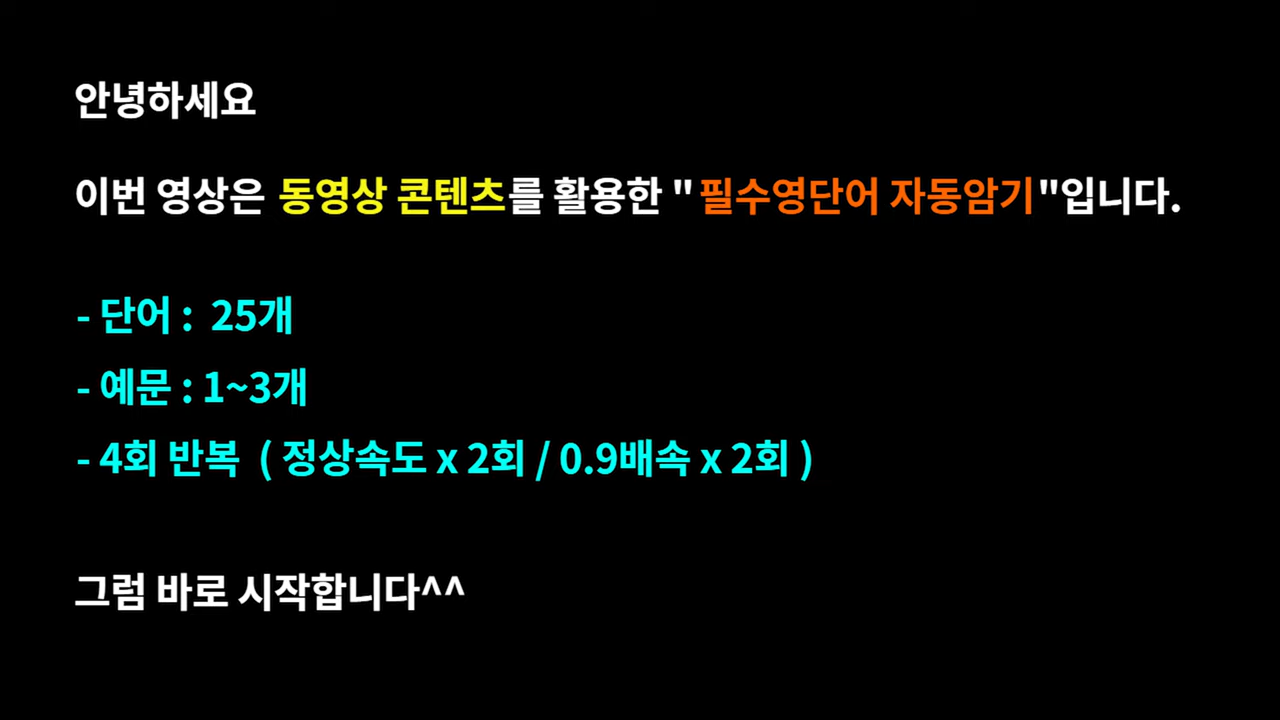 안녕하세요
이번 영상은 동영상 콘텐츠를 활용한 "필수영단어 자동암기"입니다.
- 단어 : 25개
- 예문 : 1~3개
- 4회 반복 ( 정상속도 x 2회 / 0.9배속 x 2회 )
그럼 바로 시작합니다^^